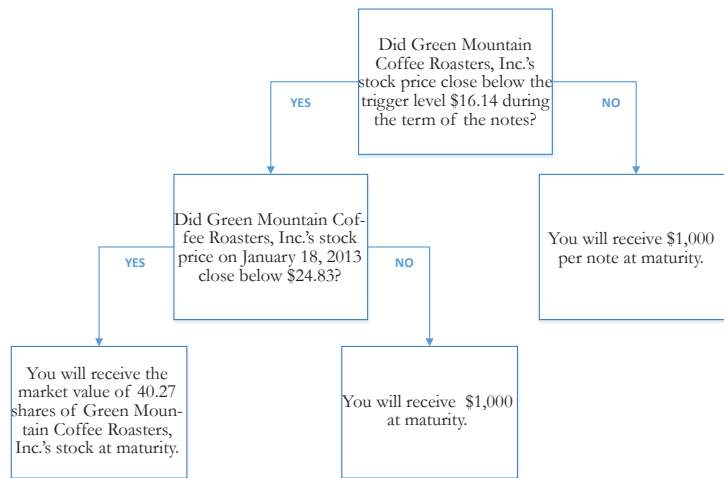 Did Green Mountain
Coffee Roasters, Inc.'s
stock price close below the
trigger level $16.14 during
the term of the notes?
YES
NO
Did Green Mountain Cof-
fee Roasters, Inc.'s stock
price on January 18, 2013
close below $24.83?
You will receive $1,000
per note at maturity.
YES
NO
You will receive the
market value of 40.27
shares of Green Moun-
tain Coffee Roasters,
Inc.'s stock at maturity.
You will receive $1,000
at maturity.